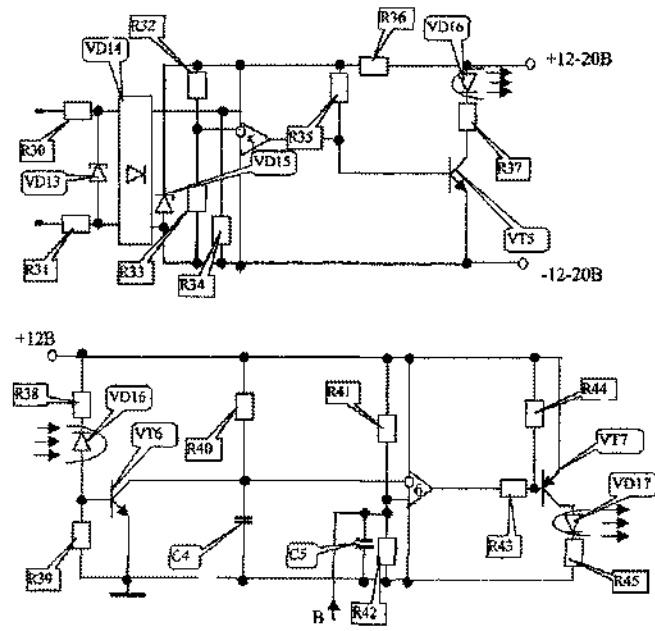 R32
R36
VD14
VD16
+12-20В
R30
R35
VD15
R37
VD13
R31
R33
R34
VT5
-12-20В
+12В
R38
VD16
VT6
R40
R41
R44
VT7
6
VD17
R39
C4
C5
R43
R45
В
R42